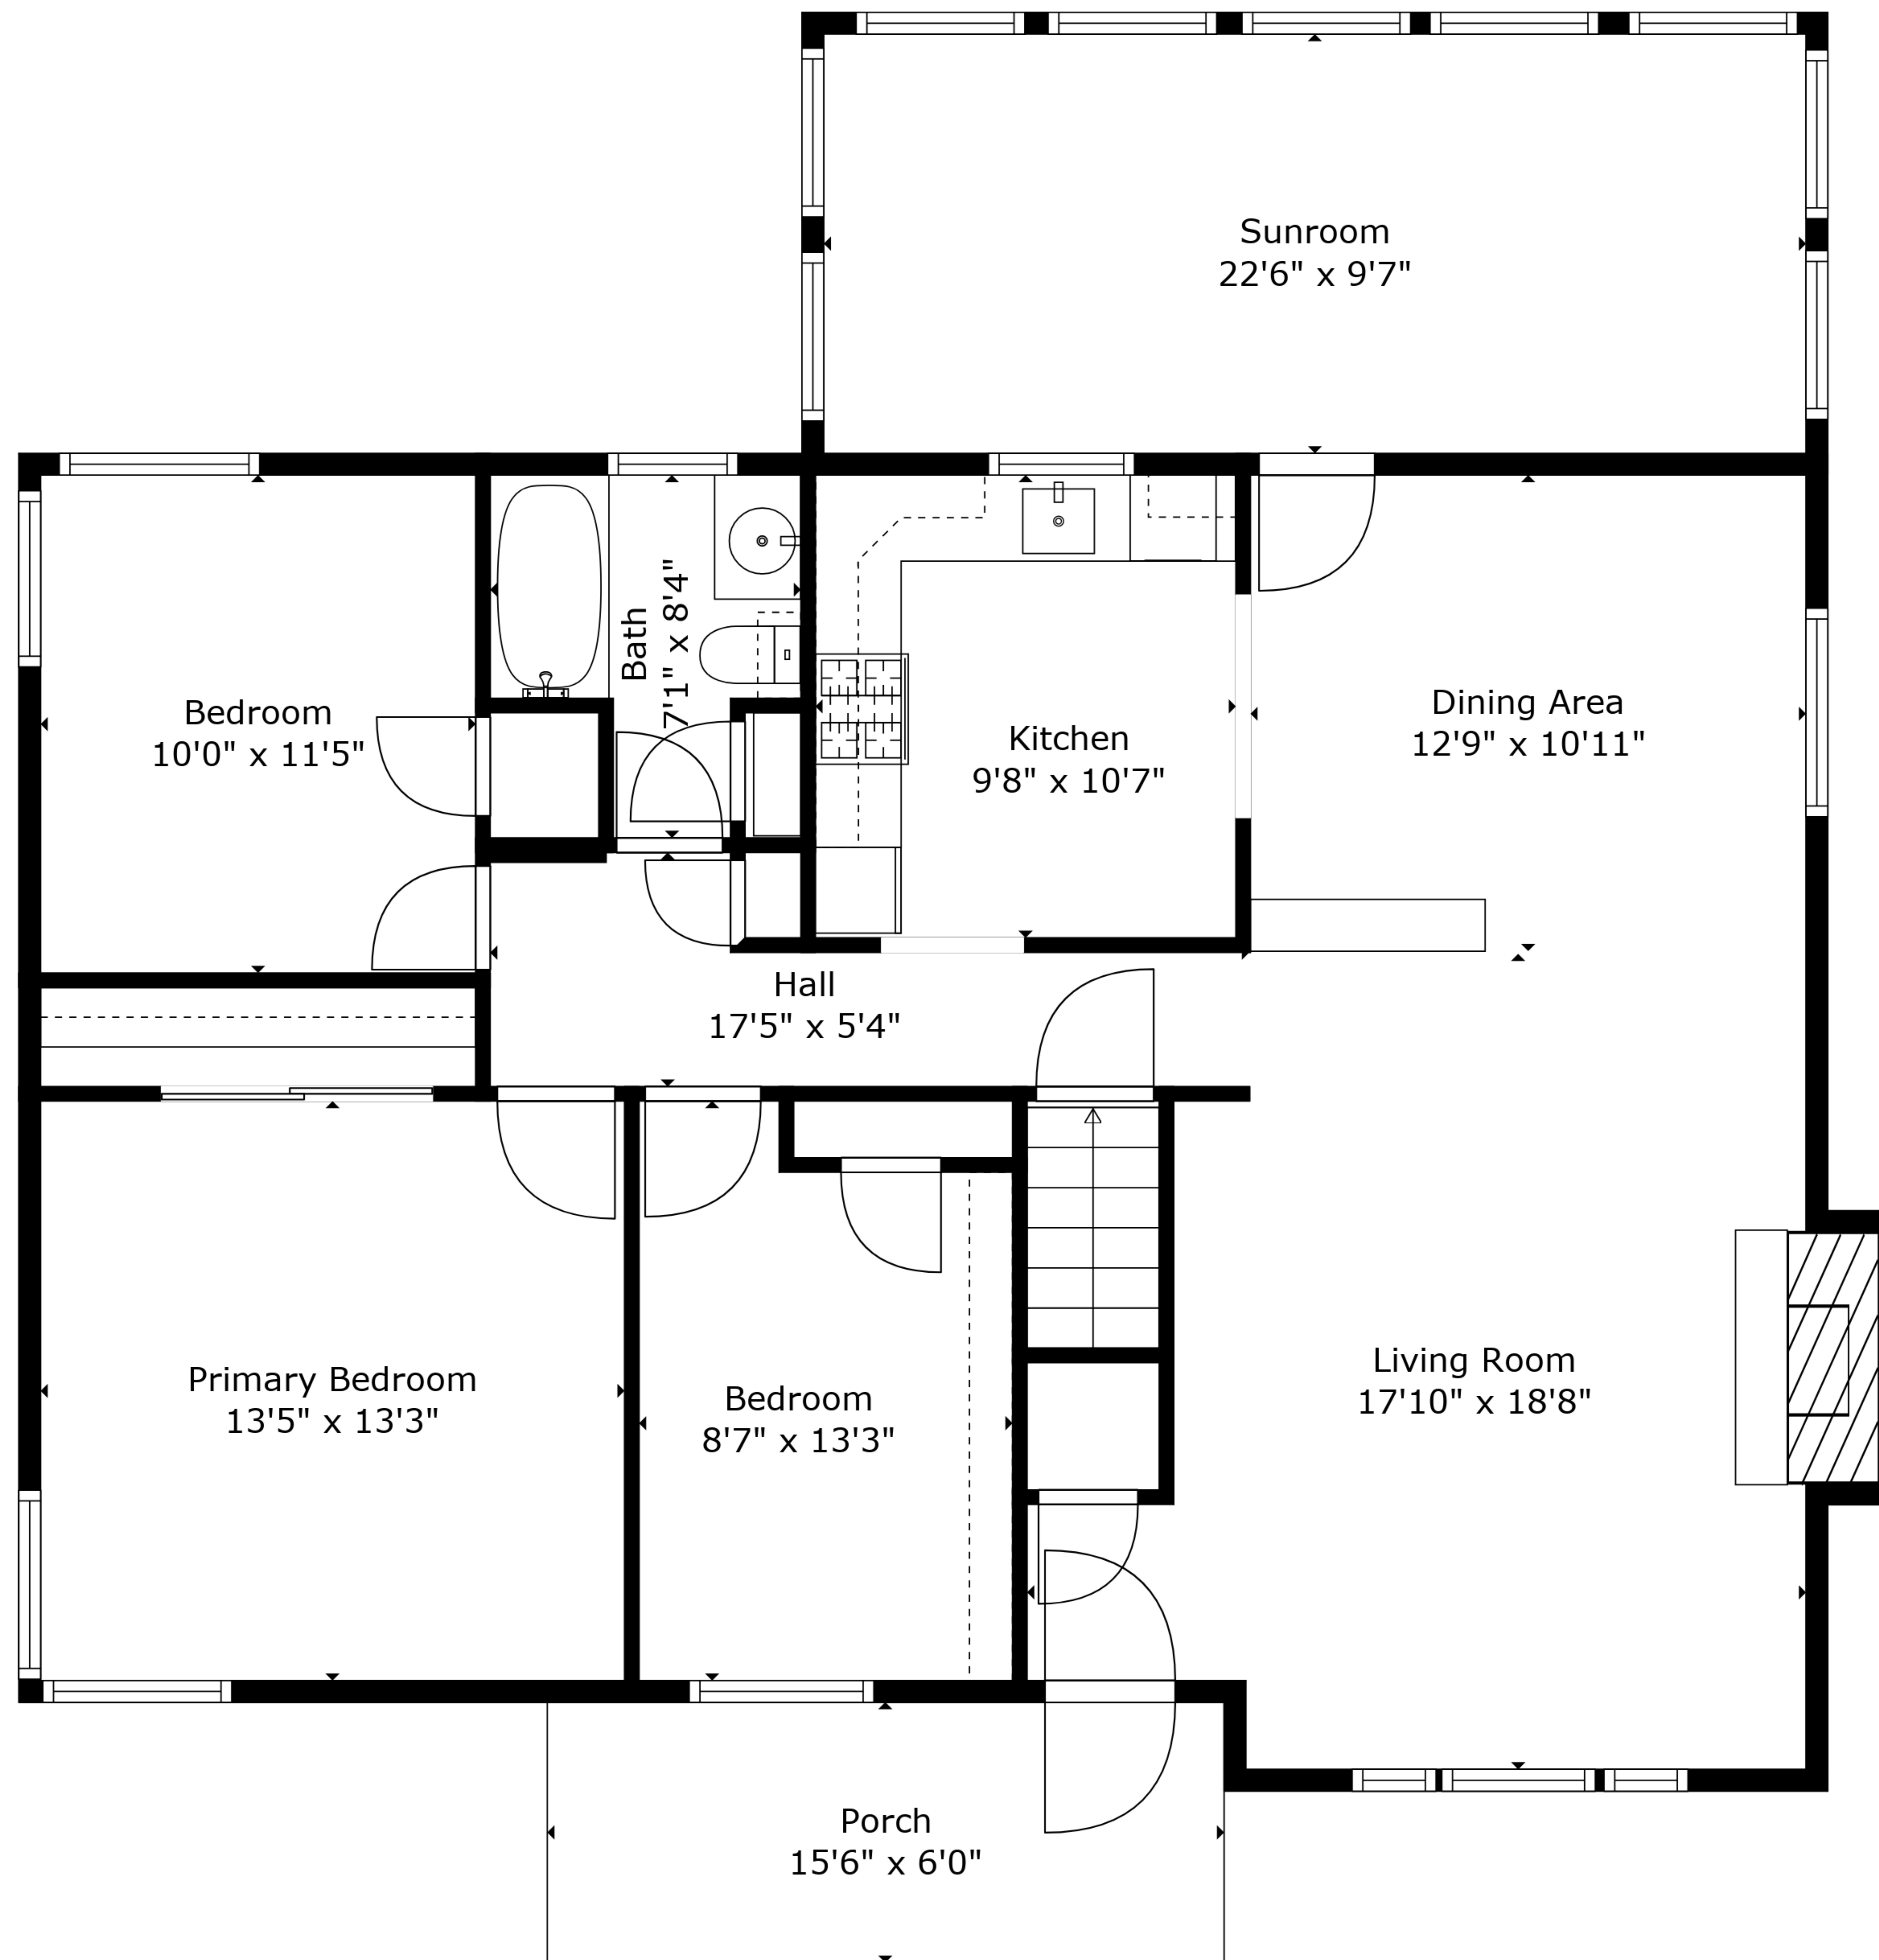 Sunroom
22'6" x 9'7"
Bedroom
10'0" x 11'5"
Bath
7'1" x 8'4"
Kitchen
9'8" x 10'7"
Dining Area
12'9" x 10'11"
Hall
17'5" x 5'4"
Primary Bedroom
13'5" x 13'3"
Bedroom
8'7" x 13'3"
Living Room
17'10" x 18'8"
Porch
15'6" x 6'0"